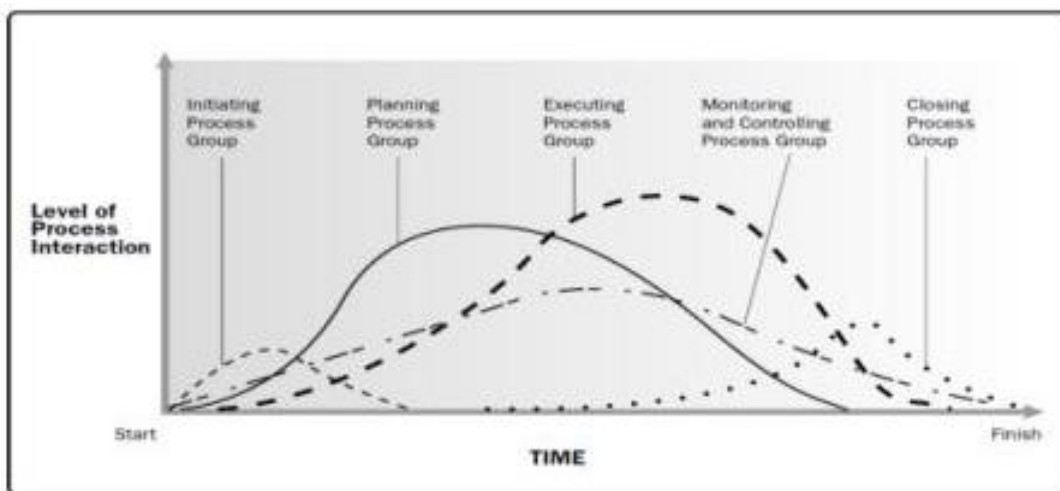 Initiating
Process
Group
Planning
Process
Group
Executing
Process
Group
Monitoring
and Controlling
Process Group
Closing
Process
Group
Level of
Process
Interaction
Start
Finish
TIME